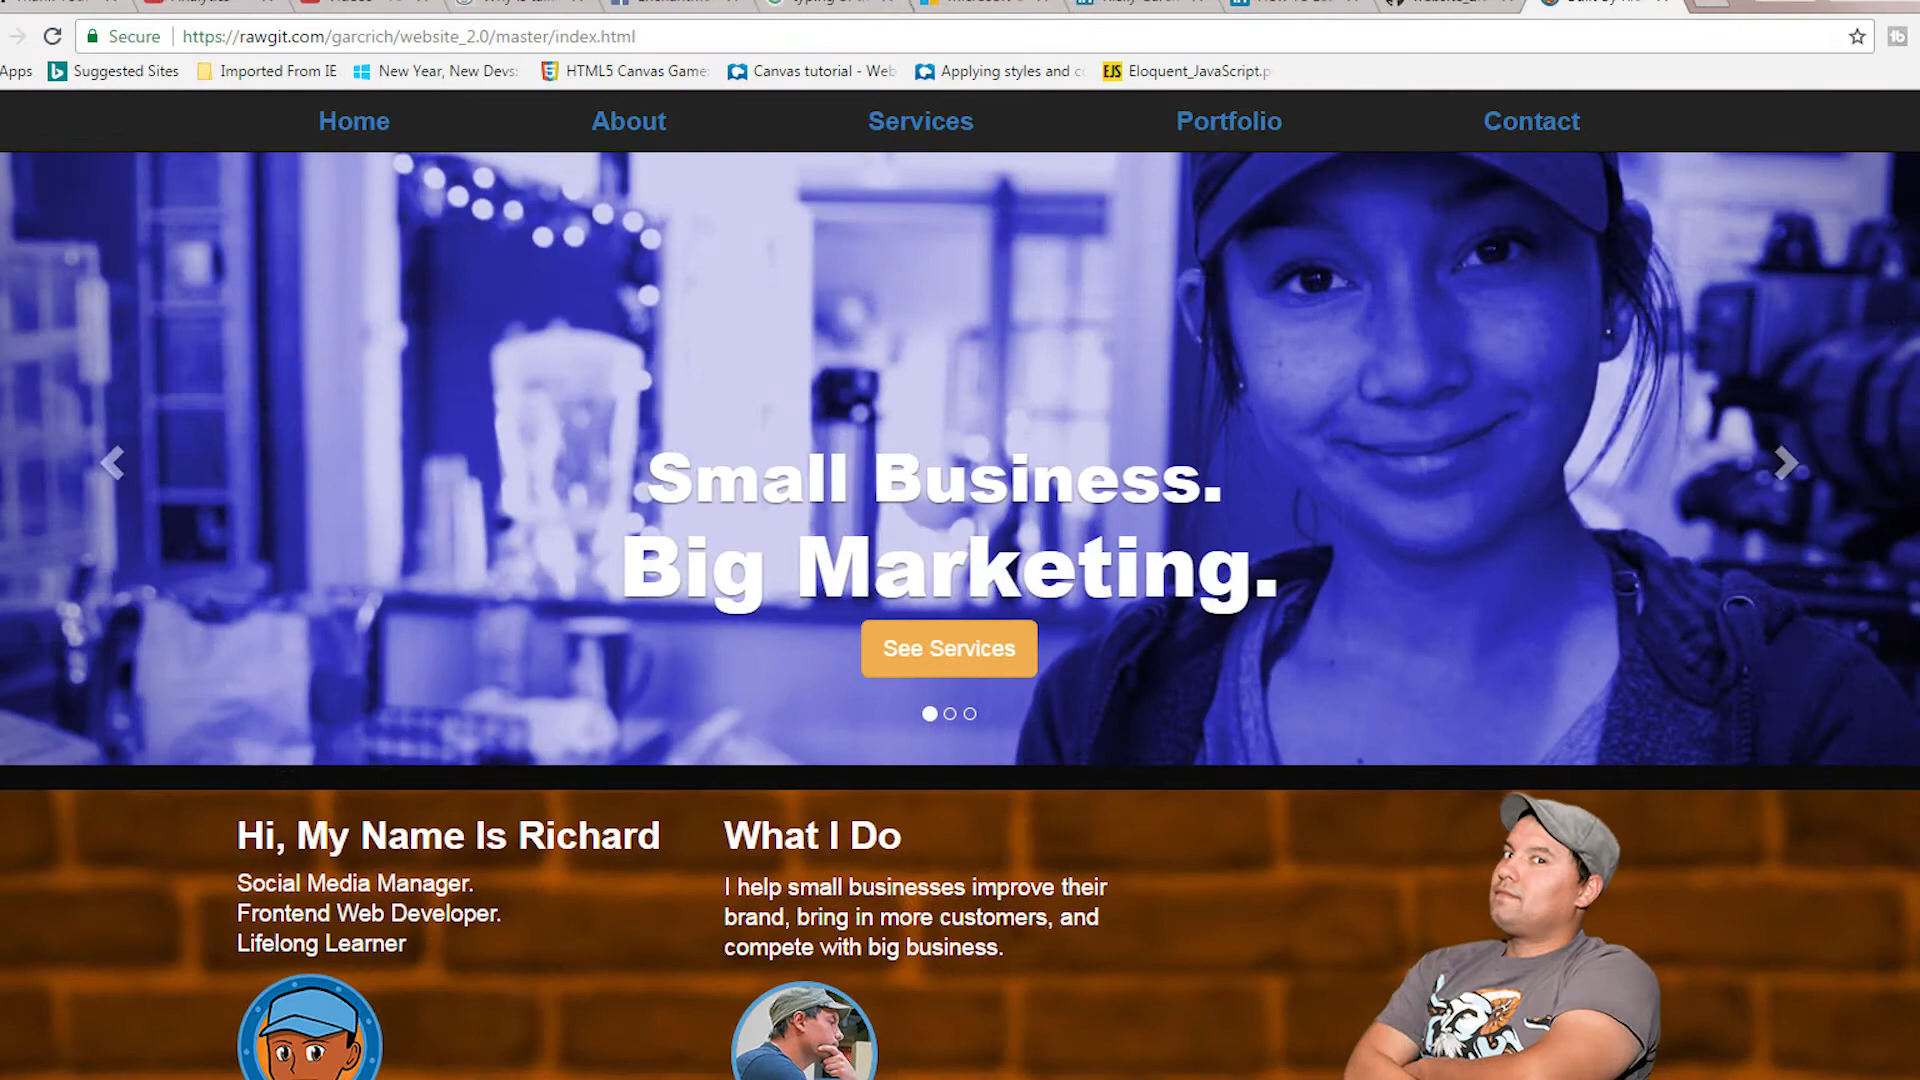 Secure https://rawgit.com/garcrich/website_2.0/master/index.html
Apps Suggested Sites Imported From IE New Year, New Devs: HTML5 Canvas Game Canvas tutorial - Web Applying styles and co EJS Eloquent_JavaScript.p
Home About Services Portfolio Contact
Small Business.
Big Marketing.
See Services
Hi, My Name Is Richard
Social Media Manager.
Frontend Web Developer.
Lifelong Learner
What I Do
I help small businesses improve their
brand, bring in more customers, and
compete with big business.